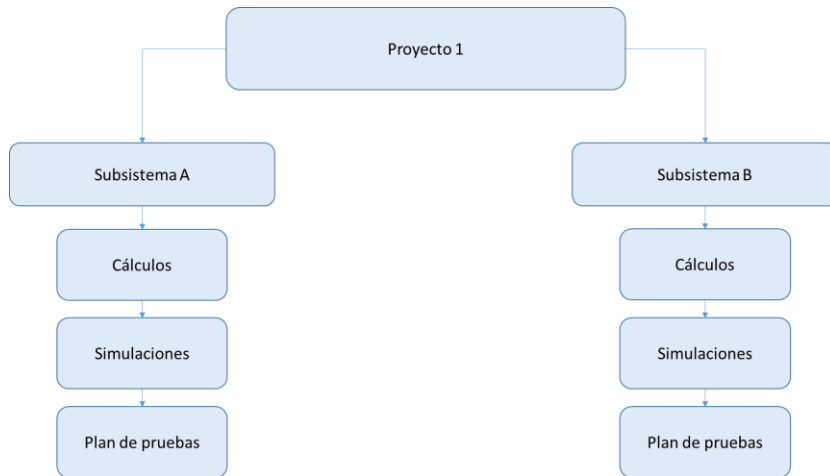 Proyecto 1
Subsistema A
Subsistema B
Cálculos
Cálculos
Simulaciones
Simulaciones
Plan de pruebas
Plan de pruebas